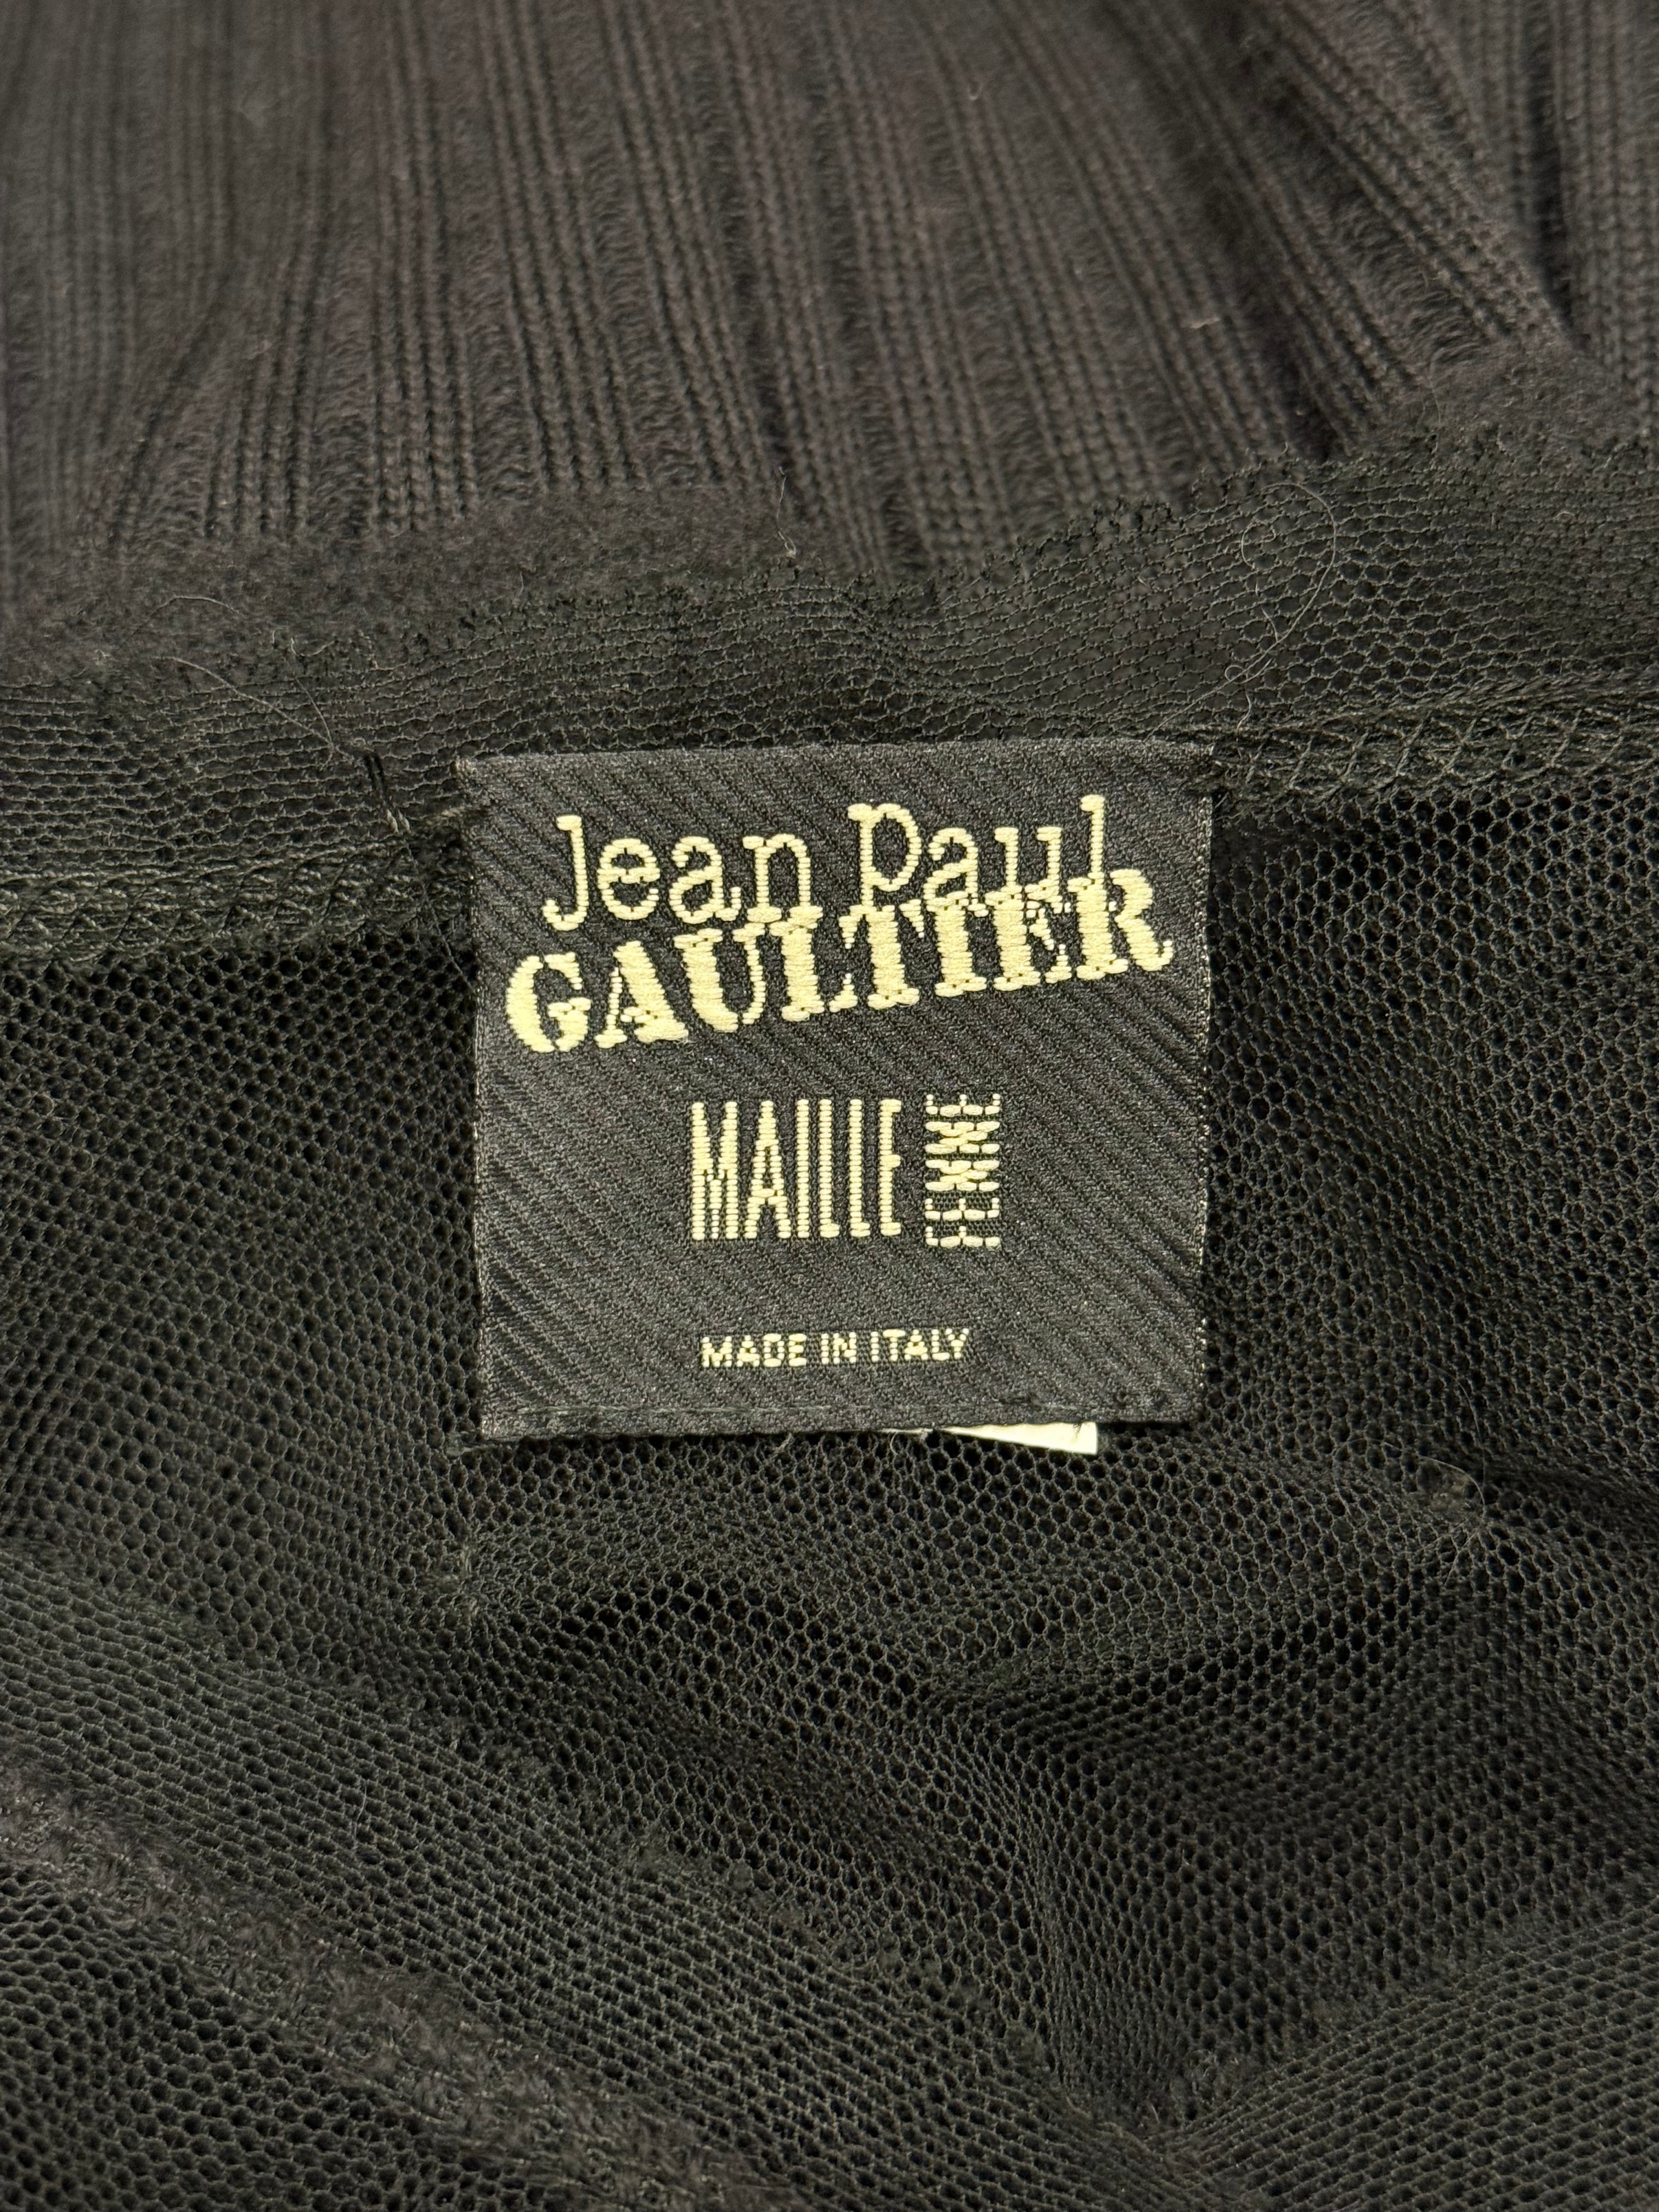 Jean Paul
GAULTIER
MAILLE FEMME
MADE IN ITALY